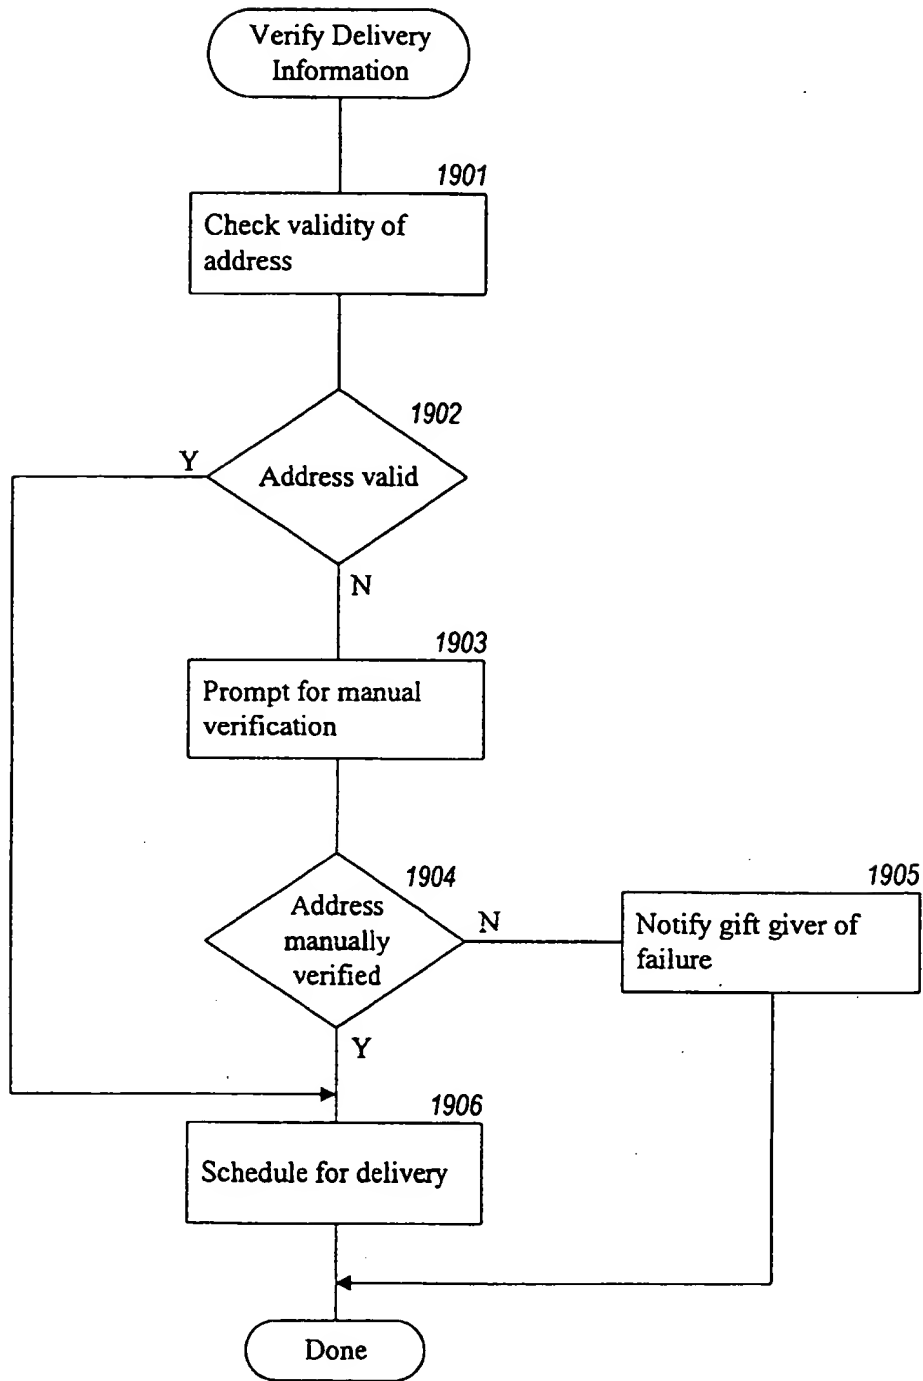 Verify Delivery
Information
1901
Check validity of
address
1902
Y
Address valid
N
1903
Prompt for manual
verification
1904
Address
manually
verified
N
1905
Notify gift giver of
failure
Y
1906
Schedule for delivery
Done